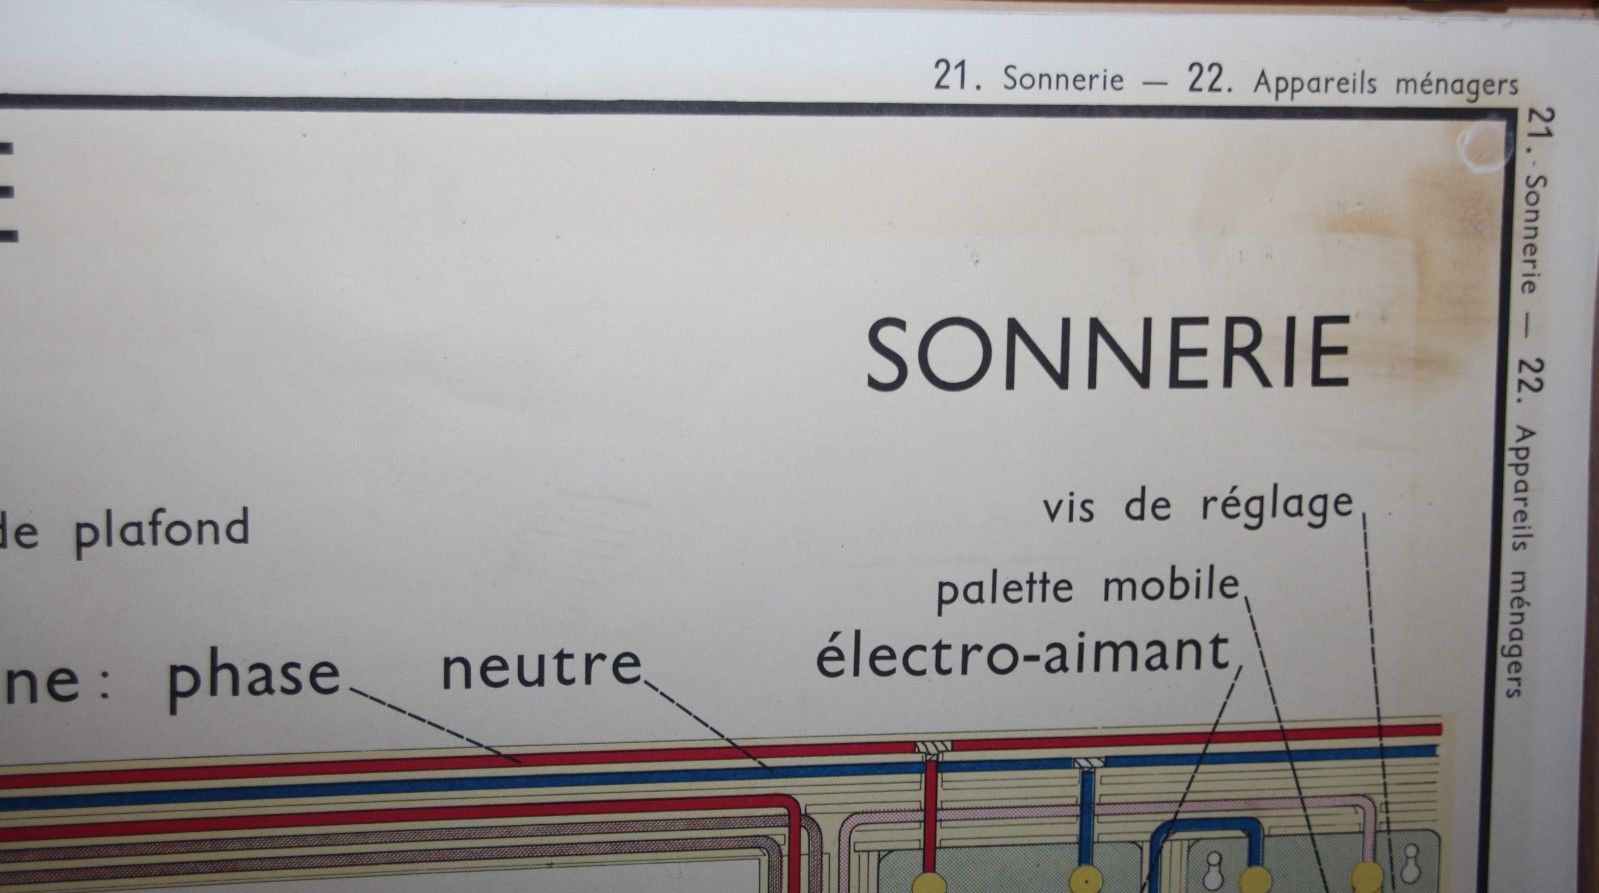 21. Sonnerie — 22. Appareils ménagers
21. Sonnerie — 22. Appareils ménagers
SONNERIE
vis de réglage
de plafond
palette mobile
électro-aimant
ne : phase neutre